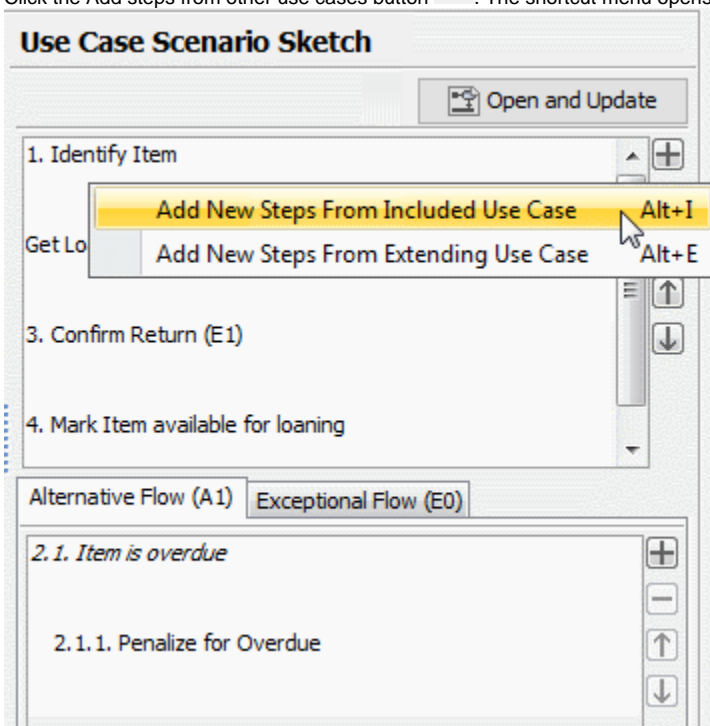 Click the Add steps from other use cases button . The shortcut menu opens
Use Case Scenario Sketch
Open and Update
1. Identify Item
Add New Steps From Included Use Case Alt+I
Get Lo
Add New Steps From Extending Use Case Alt+E
3. Confirm Return (E1)
4. Mark Item available for loaning
Alternative Flow (A1) Exceptional Flow (E0)
2.1. Item is overdue
2.1.1. Penalize for Overdue